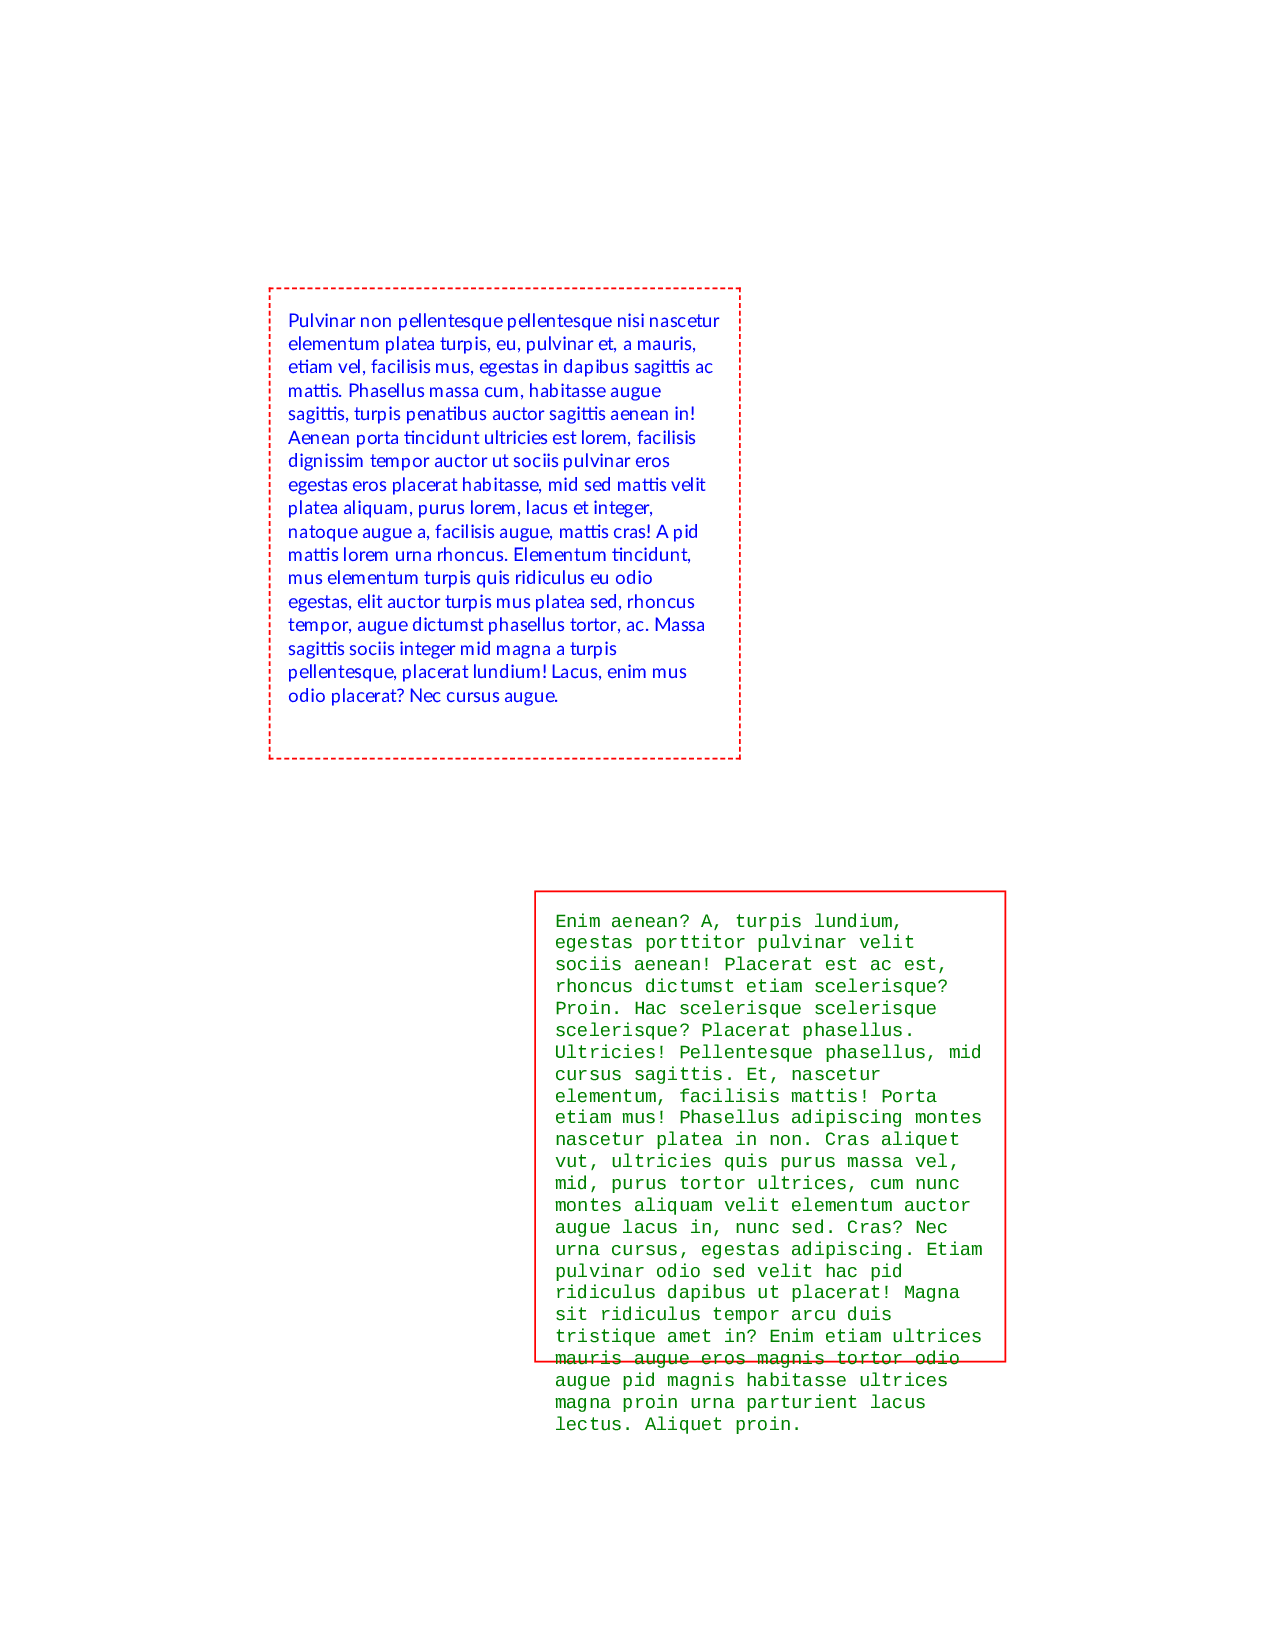 Pulvinar non pellentesque pellentesque nisi nascetur
elementum platea turpis, eu, pulvinar et, a mauris,
etiam vel, facilisis mus, egestas in dapibus sagittis ac
mattis. Phasellus massa cum, habitasse augue
sagittis, turpis penatibus auctor sagittis aenean in!
Aenean porta tincidunt ultricies est lorem, facilisis
dignissim tempor auctor ut sociis pulvinar eros
egestas eros placerat habitasse, mid sed mattis velit
platea aliquam, purus lorem, lacus et integer,
natoque augue a, facilisis augue, mattis cras! A pid
mattis lorem urna rhoncus. Elementum tincidunt,
mus elementum turpis quis ridiculus eu odio
egestas, elit auctor turpis mus platea sed, rhoncus
tempor, augue dictumst phasellus tortor, ac. Massa
sagittis sociis integer mid magna a turpis
pellentesque, placerat lundium! Lacus, enim mus
odio placerat? Nec cursus augue.
Enim aenean? A, turpis lundium,
egestas porttitor pulvinar velit
sociis aenean! Placerat est ac est,
rhoncus dictumst etiam scelerisque?
Proin. Hac scelerisque scelerisque
scelerisque? Placerat phasellus.
Ultricies! Pellentesque phasellus, mid
cursus sagittis. Et, nascetur
elementum, facilisis mattis! Porta
etiam mus! Phasellus adipiscing montes
nascetur platea in non. Cras aliquet
vut, ultricies quis purus massa vel,
mid, purus tortor ultrices, cum nunc
montes aliquam velit elementum auctor
augue lacus in, nunc sed. Cras? Nec
urna cursus, egestas adipiscing. Etiam
pulvinar odio sed velit hac pid
ridiculus dapibus ut placerat! Magna
sit ridiculus tempor arcu duis
tristique amet in? Enim etiam ultrices
mauris augue eros magnis tortor odio
augue pid magnis habitasse ultrices
magna proin urna parturient lacus
lectus. Aliquet proin.